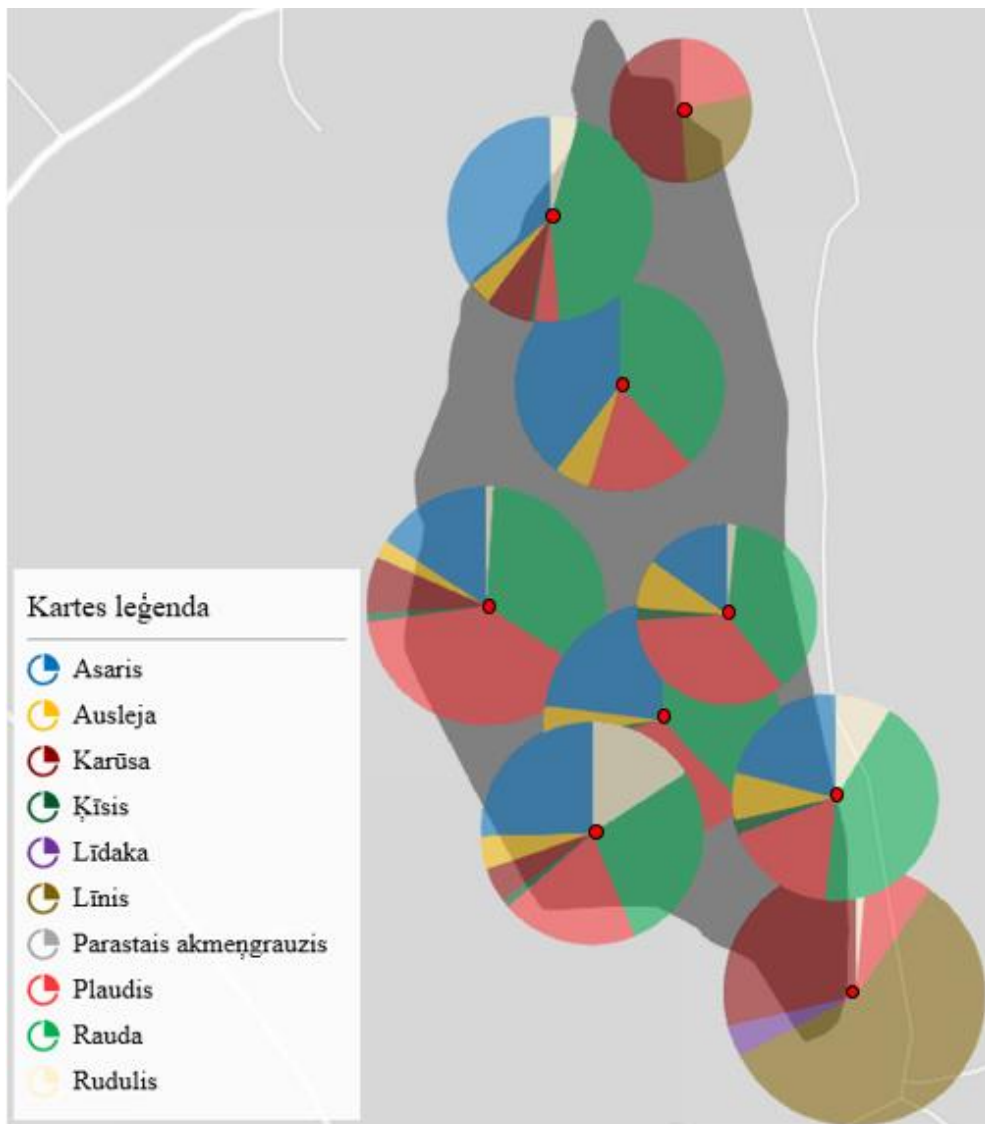 Kartes leģenda
Asaris
Ausleja
Karūsa
Ķīsis
Līdaka
Līnis
Parastais akmeņgrauzis
Plaudis
Rauda
Rudulis